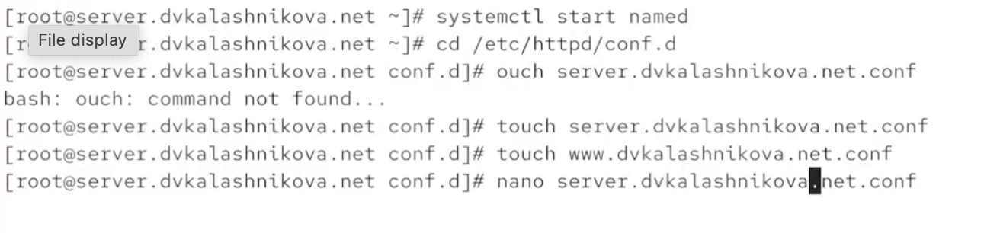 [root@server.dvkalashnikova.net ~]# systemctl start named
File display
[r r.dvkalashnikova.net ~]# cd /etc/httpd/conf.d
[root@server.dvkalashnikova.net conf.d]# ouch server.dvkalashnikova.net.conf
bash: ouch: command not found...
[root@server.dvkalashnikova.net conf.d]# touch server.dvkalashnikova.net.conf
[root@server.dvkalashnikova.net conf.d]# touch www.dvkalashnikova.net.conf
[root@server.dvkalashnikova.net conf.d]# nano server.dvkalashnikova.net.conf